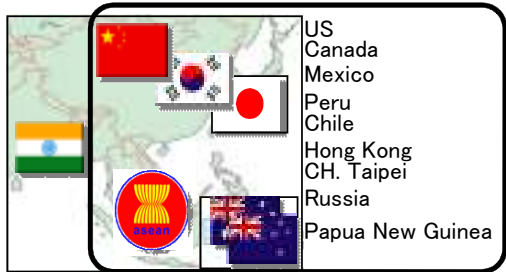 US
Canada
Mexico
Peru
Chile
Hong Kong
CH. Taipei
Russia
Papua New Guinea
asean